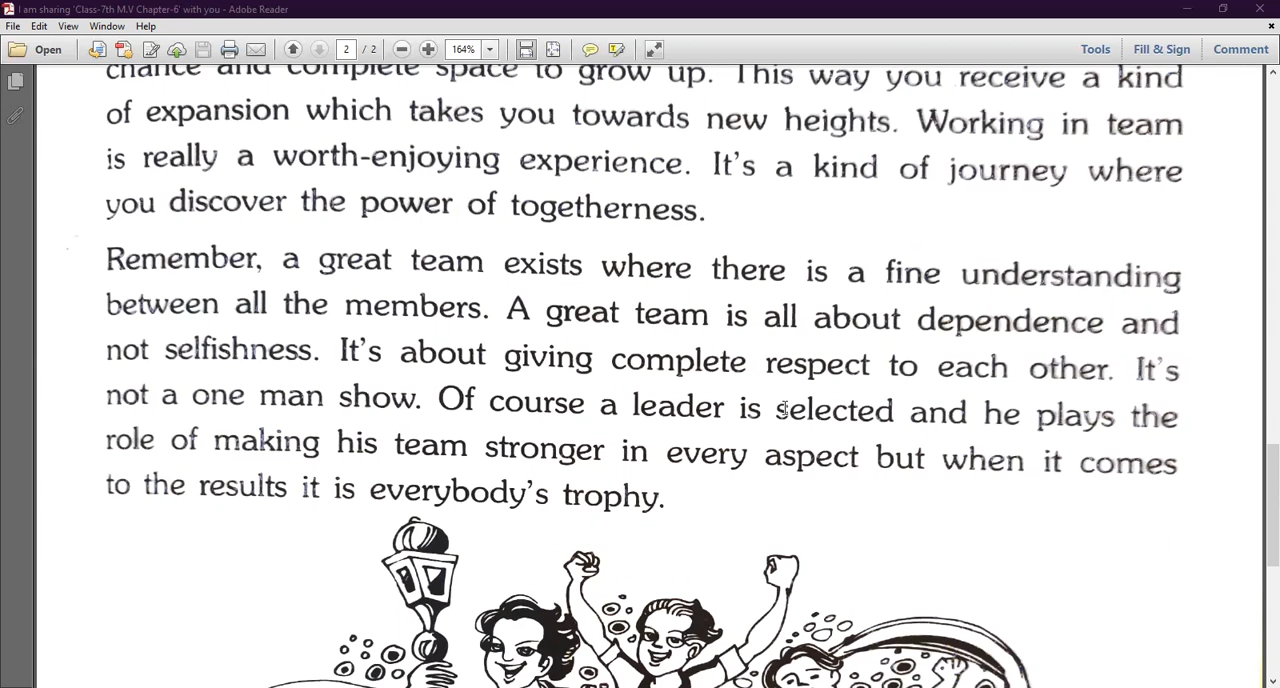 I am sharing 'Class-7th M.V Chapter-6' with you - Adobe Reader
File Edit View Window Help
Open 2 / 2 164% Tools Fill & Sign Comment
chance and complete space to grow up. This way you receive a kind
of expansion which takes you towards new heights. Working in team
is really a worth-enjoying experience. It's a kind of journey where
you discover the power of togetherness.
Remember, a great team exists where there is a fine understanding
between all the members. A great team is all about dependence and
not selfishness. It's about giving complete respect to each other. It's
not a one man show. Of course a leader is selected and he plays the
role of making his team stronger in every aspect but when it comes
to the results it is everybody's trophy.